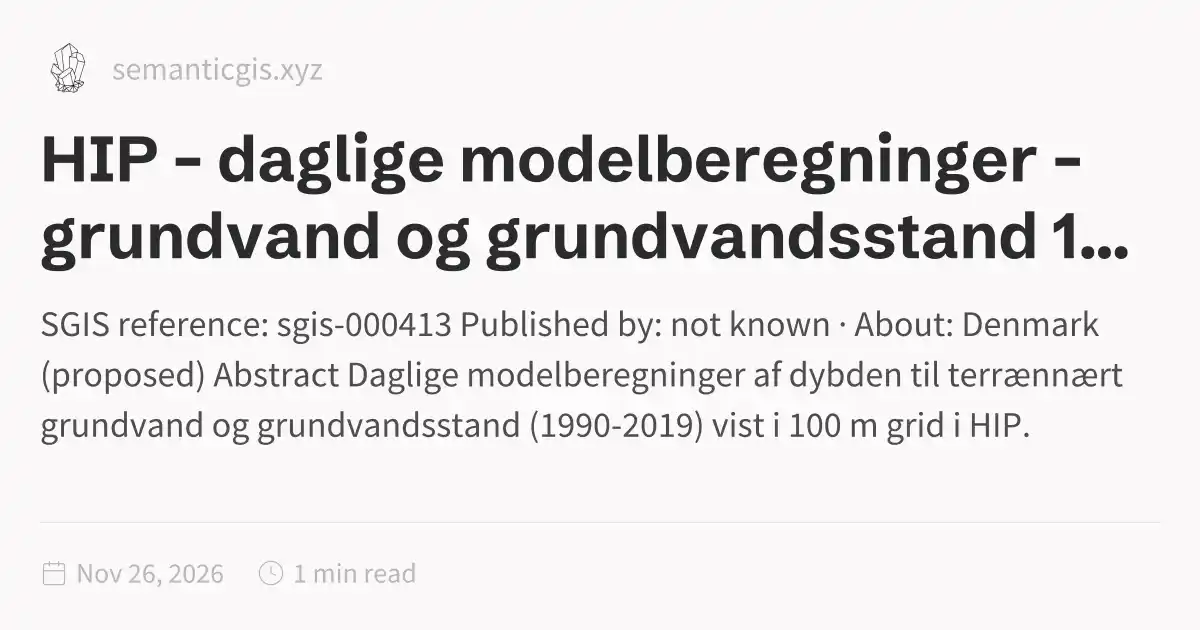 semanticgis.xyz
HIP - daglige modelberegninger -
grundvand og grundvandsstand 1...
SGIS reference: sgis-000413 Published by: not known · About: Denmark
(proposed) Abstract Daglige modelberegninger af dybden til terrænnært
grundvand og grundvandsstand (1990-2019) vist i 100 m grid i HIP.
Nov 26, 2026 1 min read